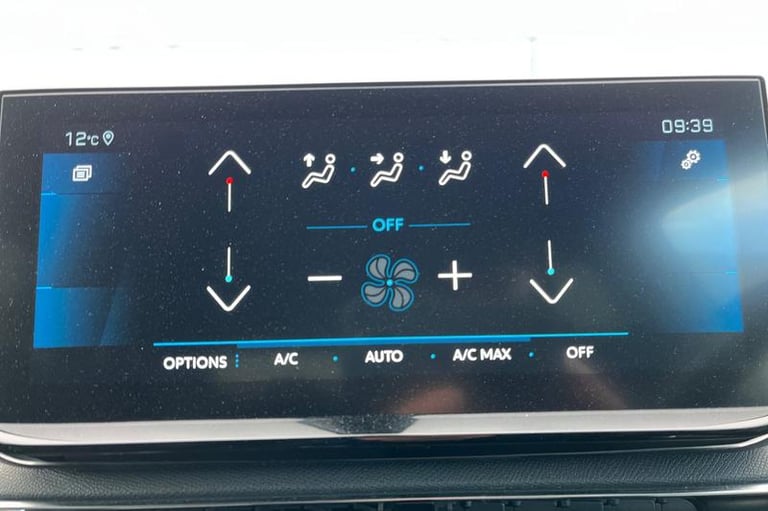 12°C
09:39
OFF
OPTIONS A/C AUTO A/C MAX OFF